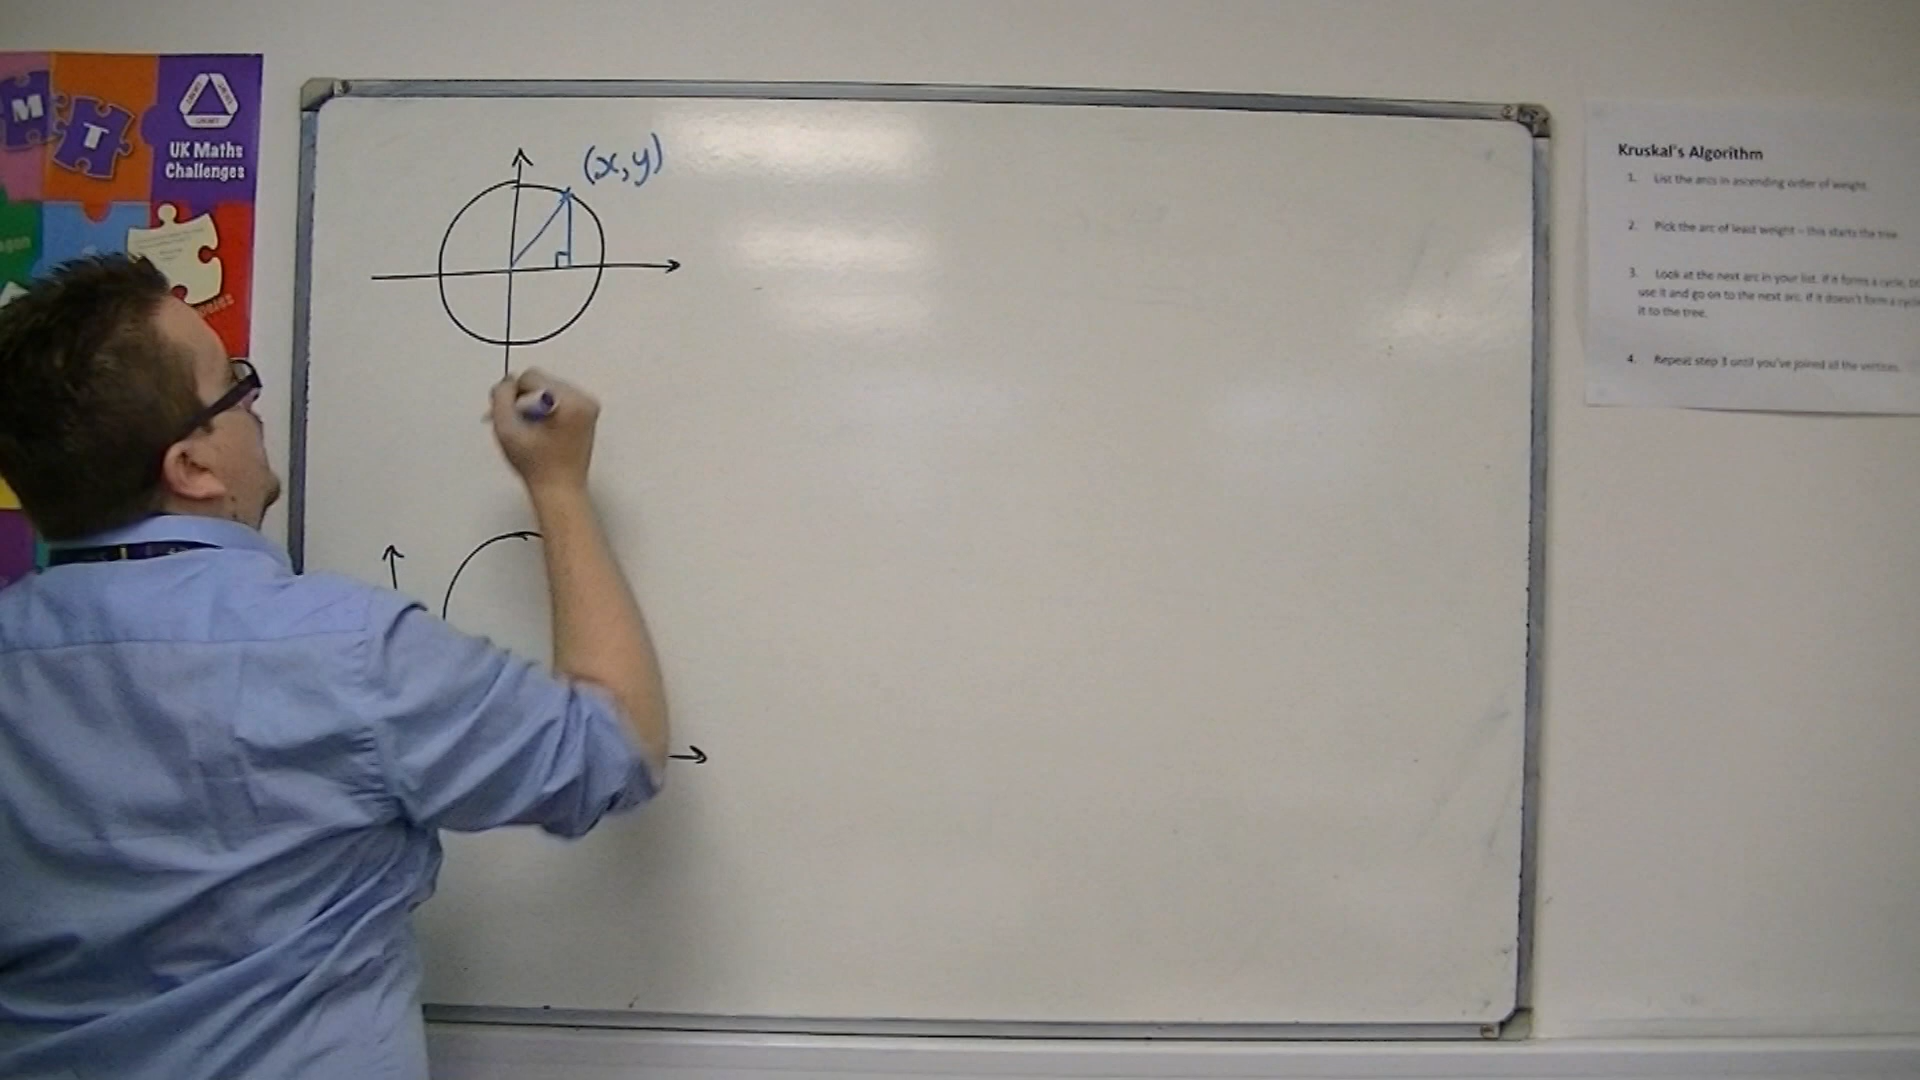 M
T
UK Maths
Challenges
(x,y)
Kruskal's Algorithm
1. List the arcs in ascending order of weight.
2. Pick the arc of least weight – this starts the tree.
3. Look at the next arc in your list. If it forms a cycle,
use it and go on to the next arc. If it doesn't form a cycle
it to the tree.
4. Repeat step 3 until you've joined all the vertices.